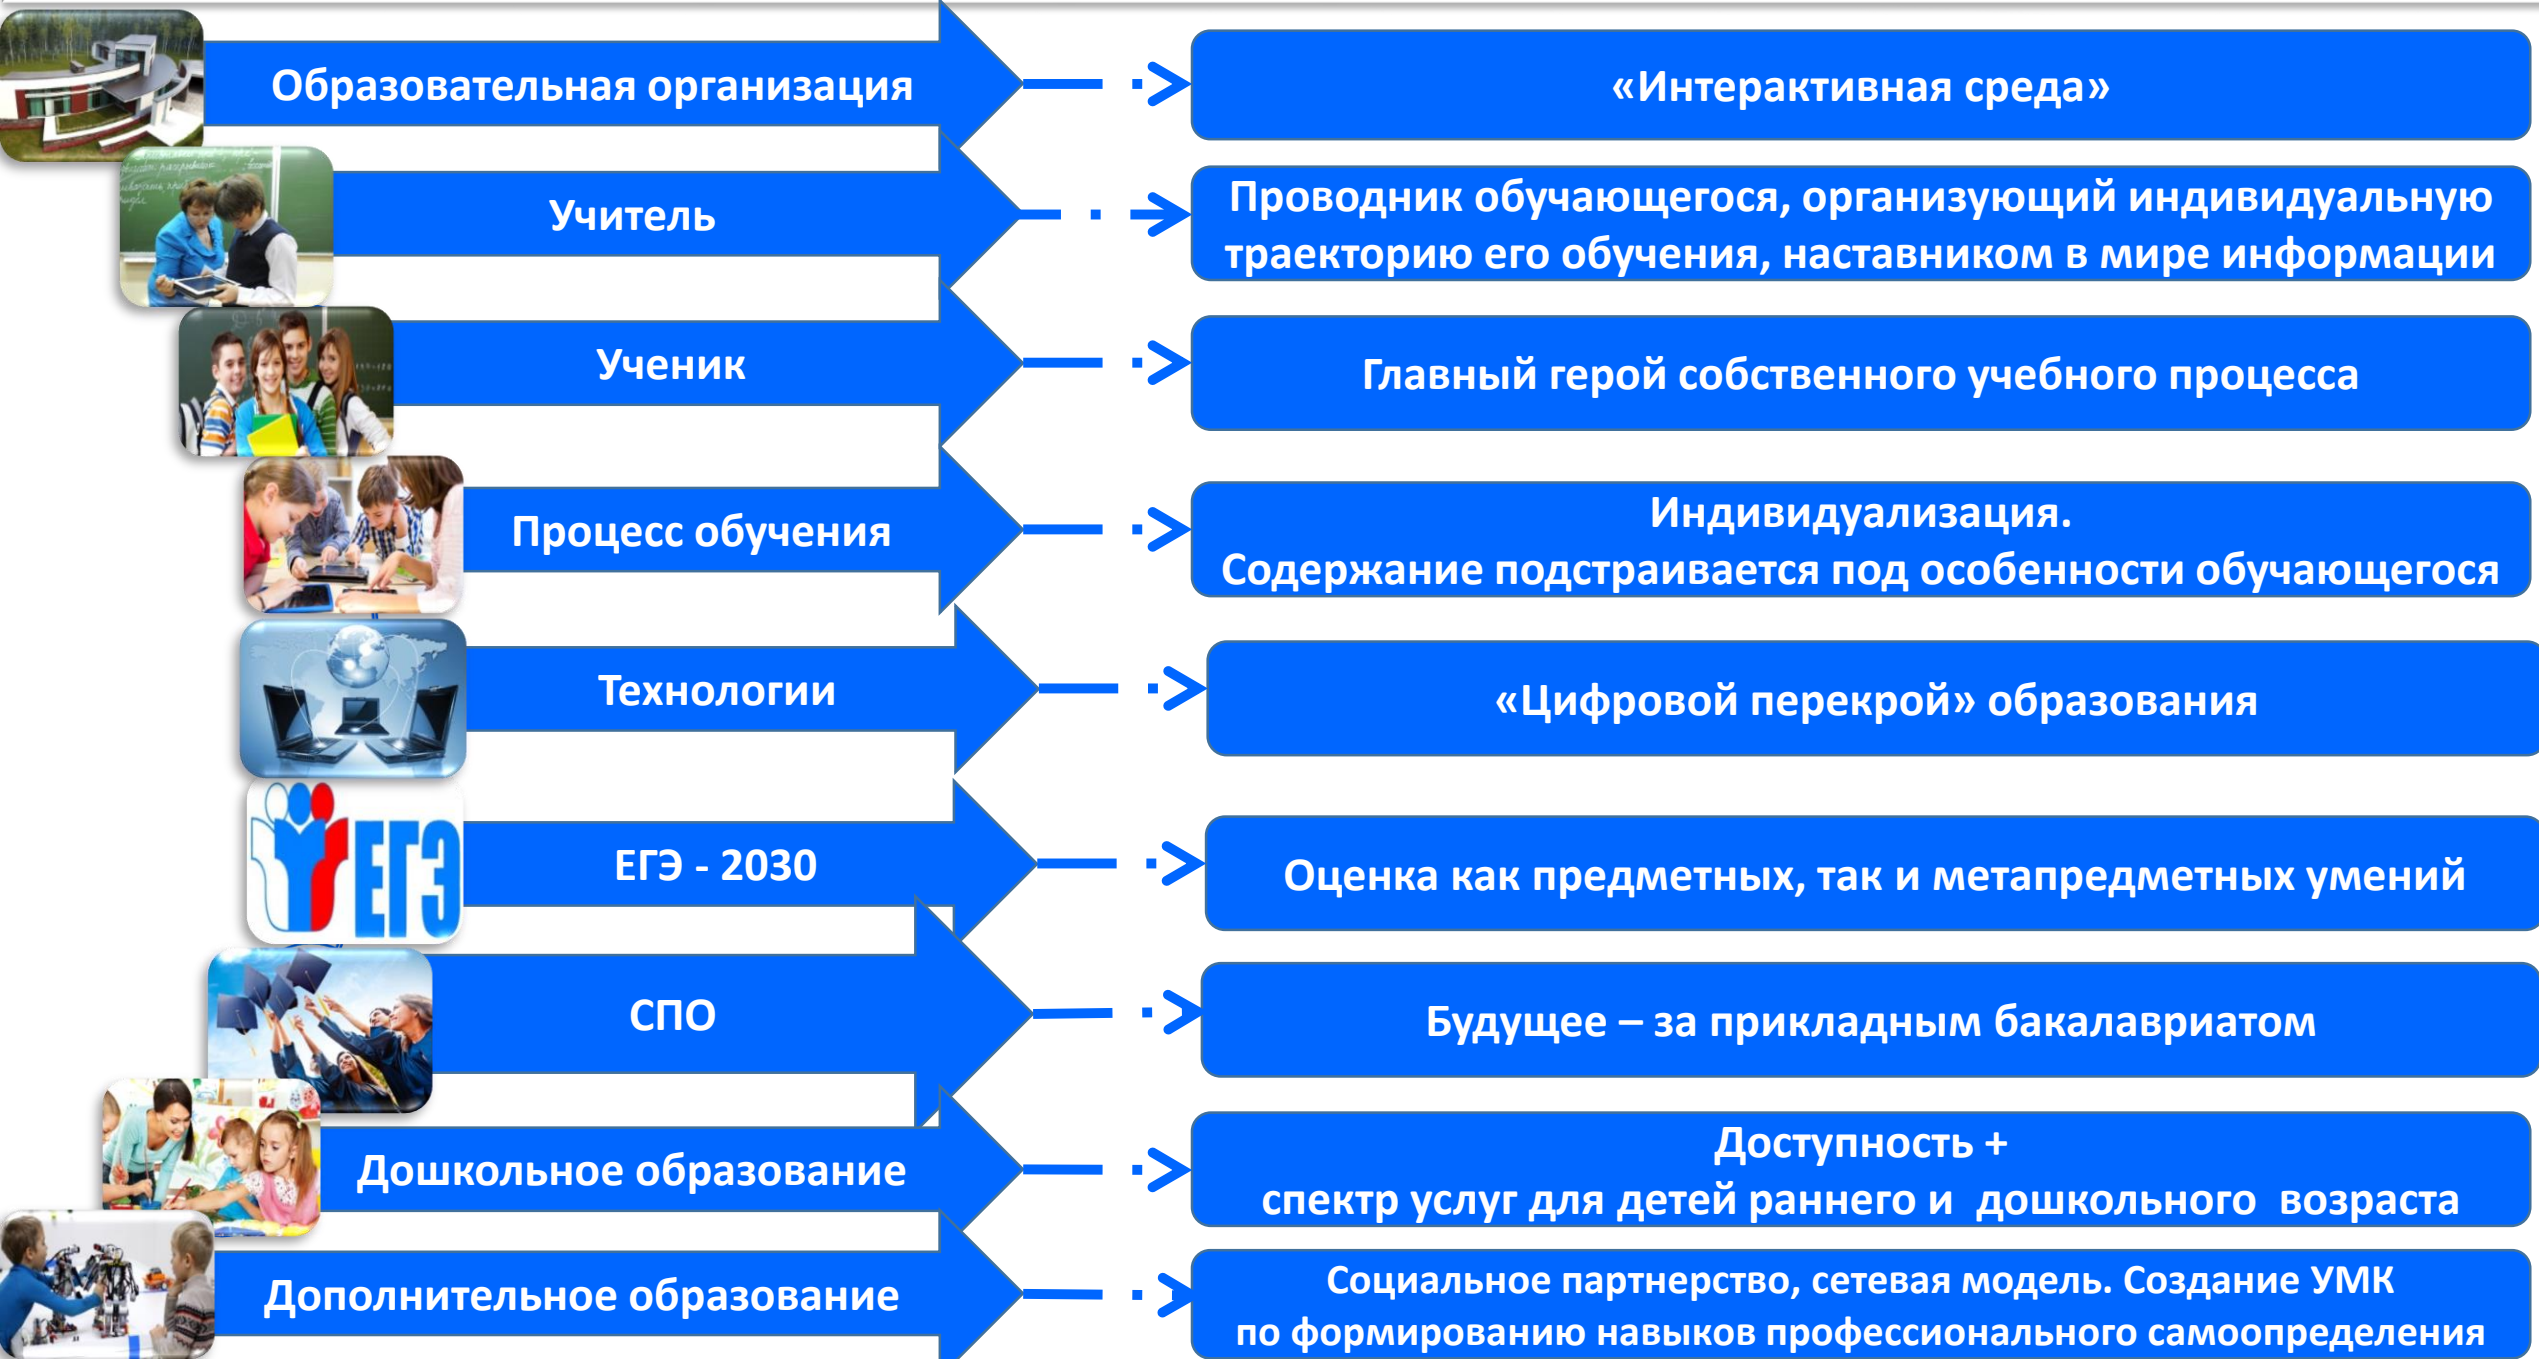 Образовательная организация
«Интерактивная среда»
Учитель
Проводник обучающегося, организующий индивидуальную
траекторию его обучения, наставником в мире информации
Ученик
Главный герой собственного учебного процесса
Процесс обучения
Индивидуализация.
Содержание подстраивается под особенности обучающегося
Технологии
«Цифровой перекрой» образования
ЕГЭ
ЕГЭ - 2030
Оценка как предметных, так и метапредметных умений
СПО
Будущее – за прикладным бакалавриатом
Дошкольное образование
Доступность +
спектр услуг для детей раннего и дошкольного возраста
Дополнительное образование
Социальное партнерство, сетевая модель. Создание УМК
по формированию навыков профессионального самоопределения